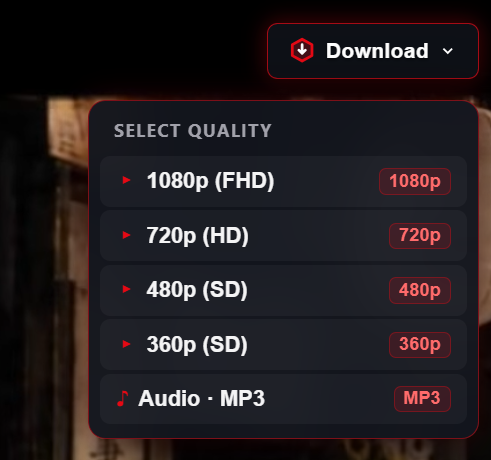 Download
SELECT QUALITY
1080p (FHD) 1080p
720p (HD) 720p
480p (SD) 480p
360p (SD) 360p
Audio · MP3 MP3